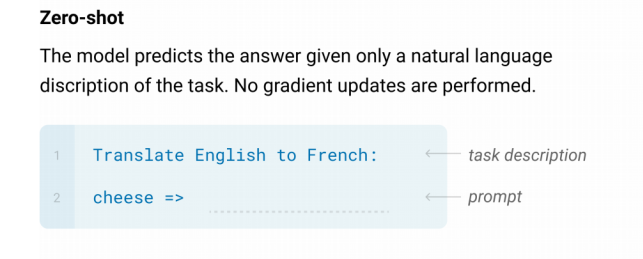 Zero-shot
The model predicts the answer given only a natural language
discription of the task. No gradient updates are performed.
1 Translate English to French: ← task description
2 cheese => ← prompt